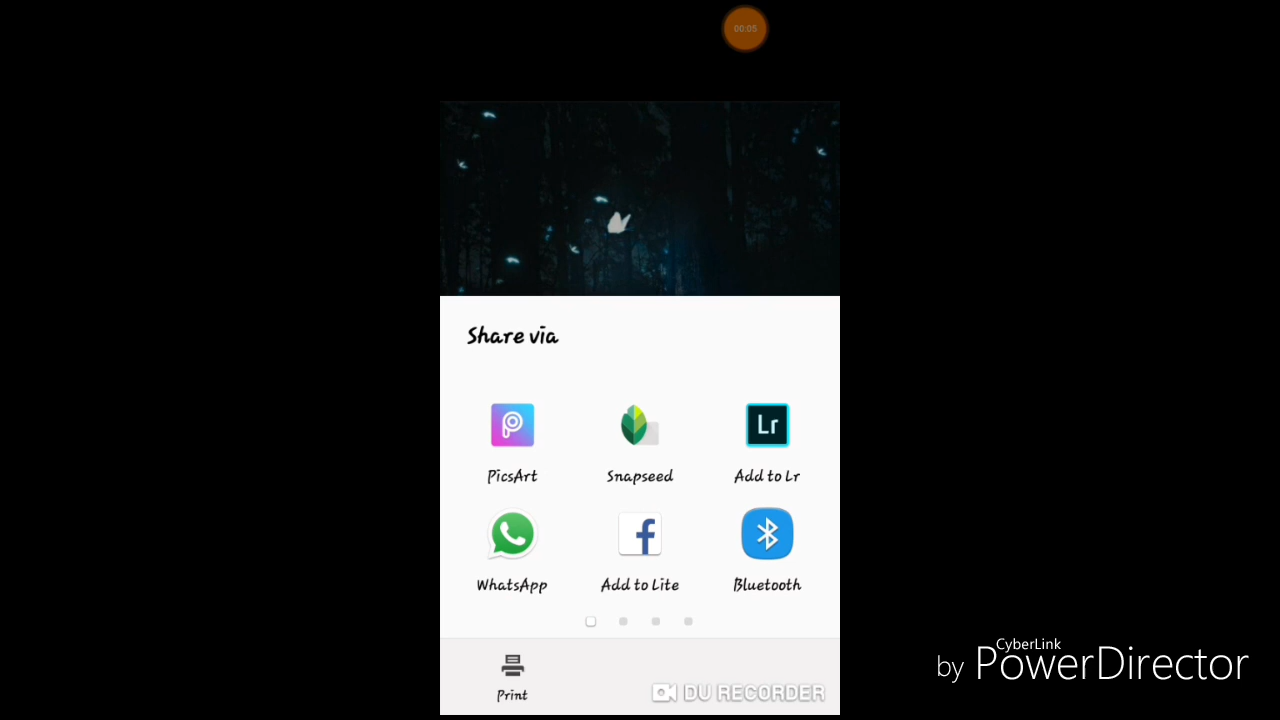 00:05
Share via
PicsArt
Snapseed
Lr
Add to Lr
WhatsApp
f
Add to Lite
Bluetooth
Print
DU RECORDER
CyberLink
by PowerDirector